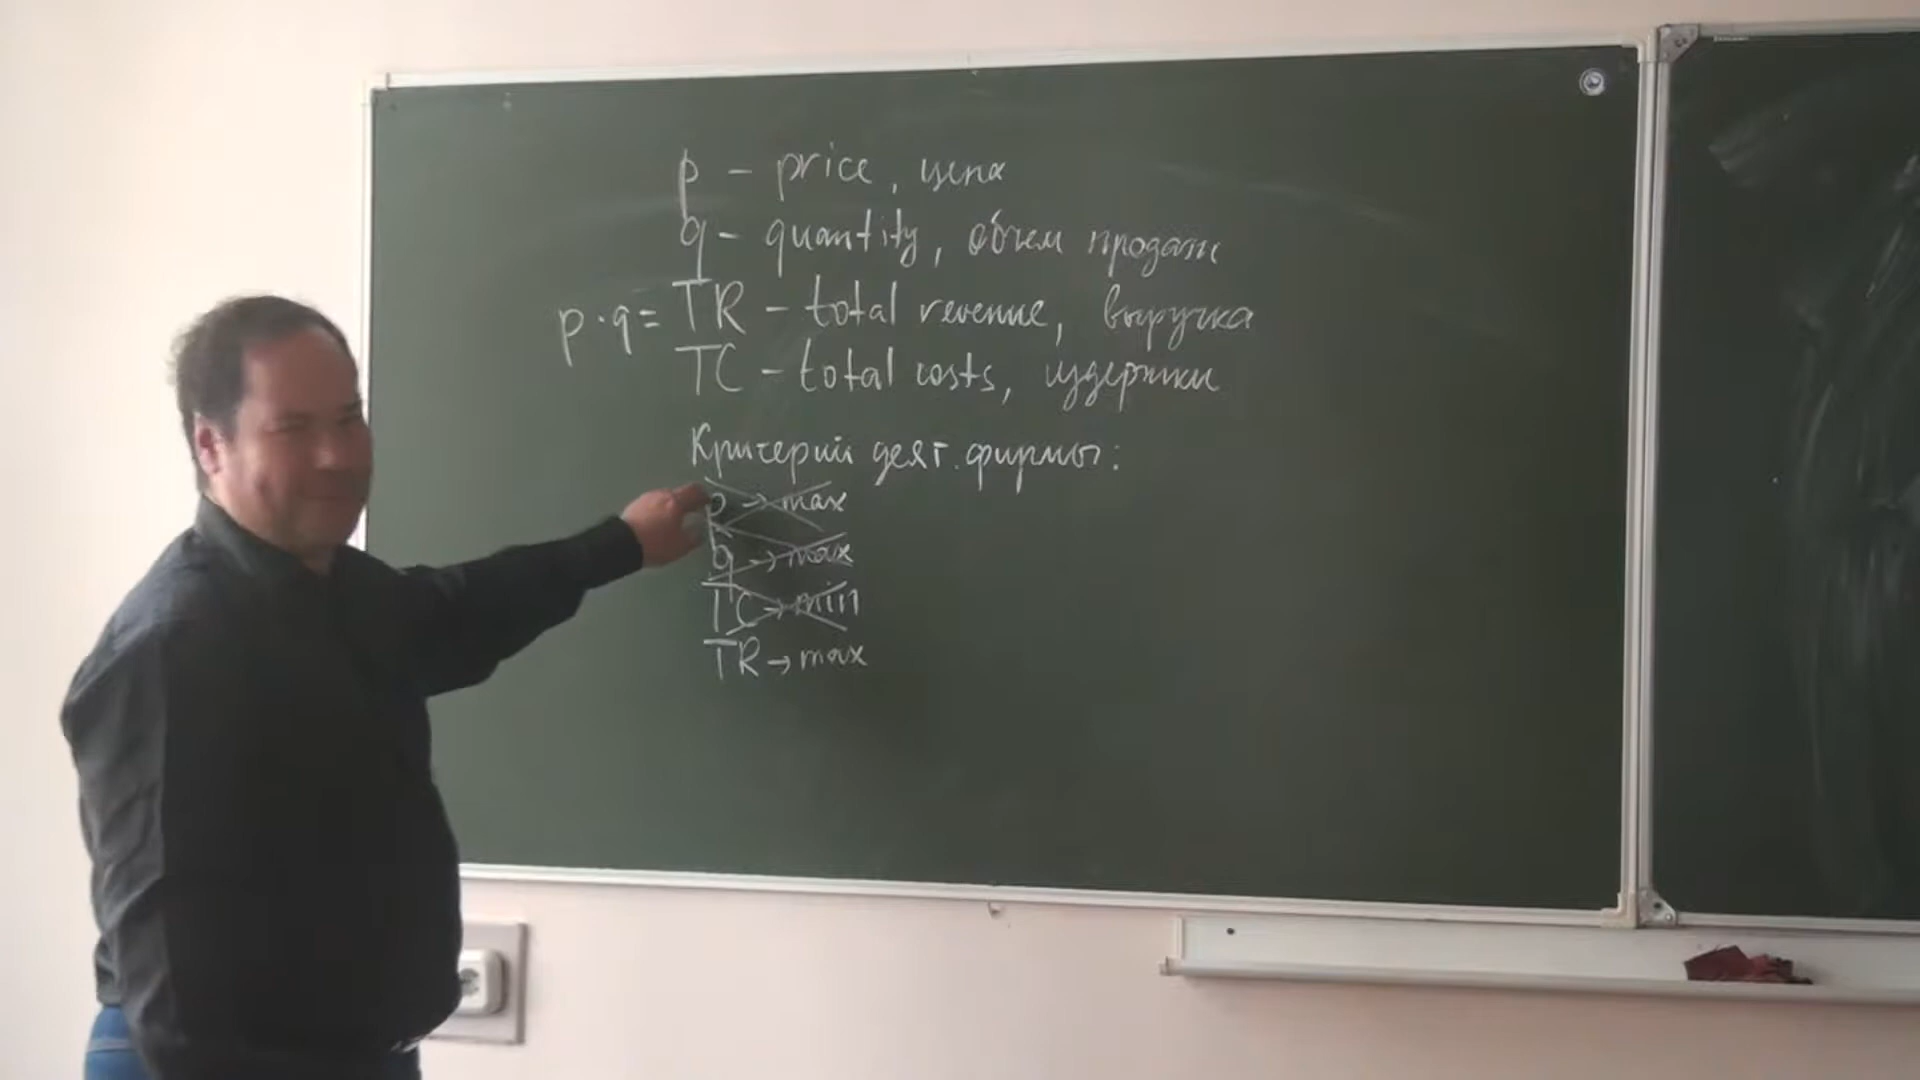 p – price, цена
q – quantity, объем продаж
p·q = TR – total revenue, выручка
TC – total costs, издержки
Критерий деят. фирмы:
p → max
q → max
TC → min
TR → max